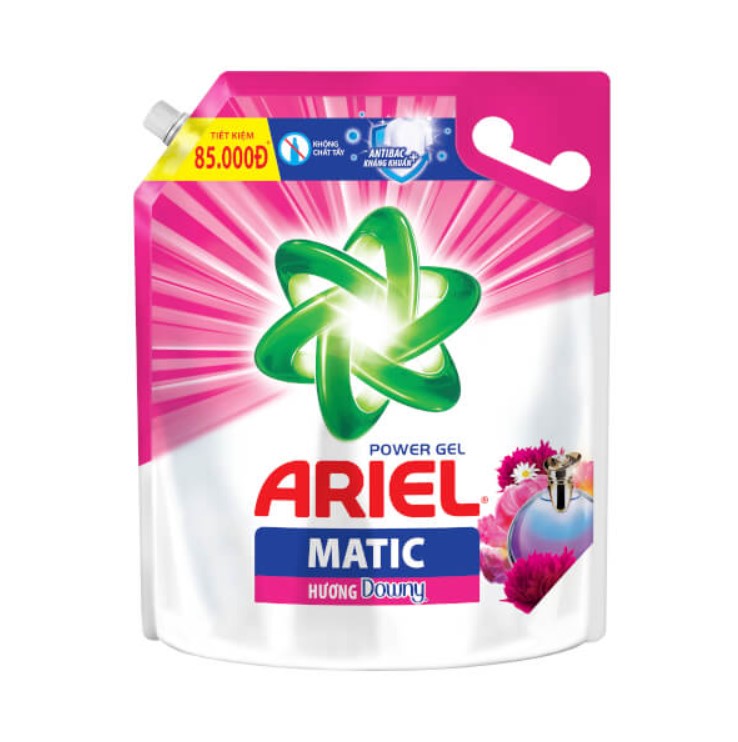 TIẾT KIỆM
85.000Đ*
KHÔNG
CHẤT TẨY
ANTIBAC+
KHÁNG KHUẨN
POWER GEL
ARIEL®
MATIC
HƯƠNG Downy